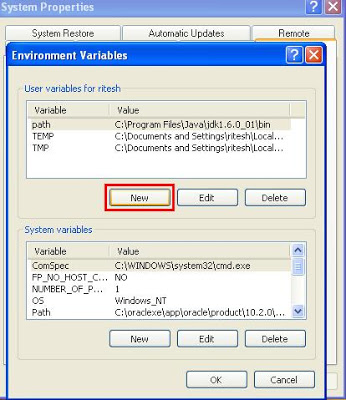 System Properties
System Restore Automatic Updates Remote
Environment Variables
User variables for ritesh
Variable Value
path C:\Program Files\Java\jdk1.6.0_01\bin
TEMP C:\Documents and Settings\ritesh\Local...
TMP C:\Documents and Settings\ritesh\Local...
New Edit Delete
System variables
Variable Value
ComSpec C:\WINDOWS\system32\cmd.exe
FP_NO_HOST_C... NO
NUMBER_OF_P... 1
OS Windows_NT
Path C:\oraclexe\app\oracle\product\10.2.0\...
New Edit Delete
OK Cancel